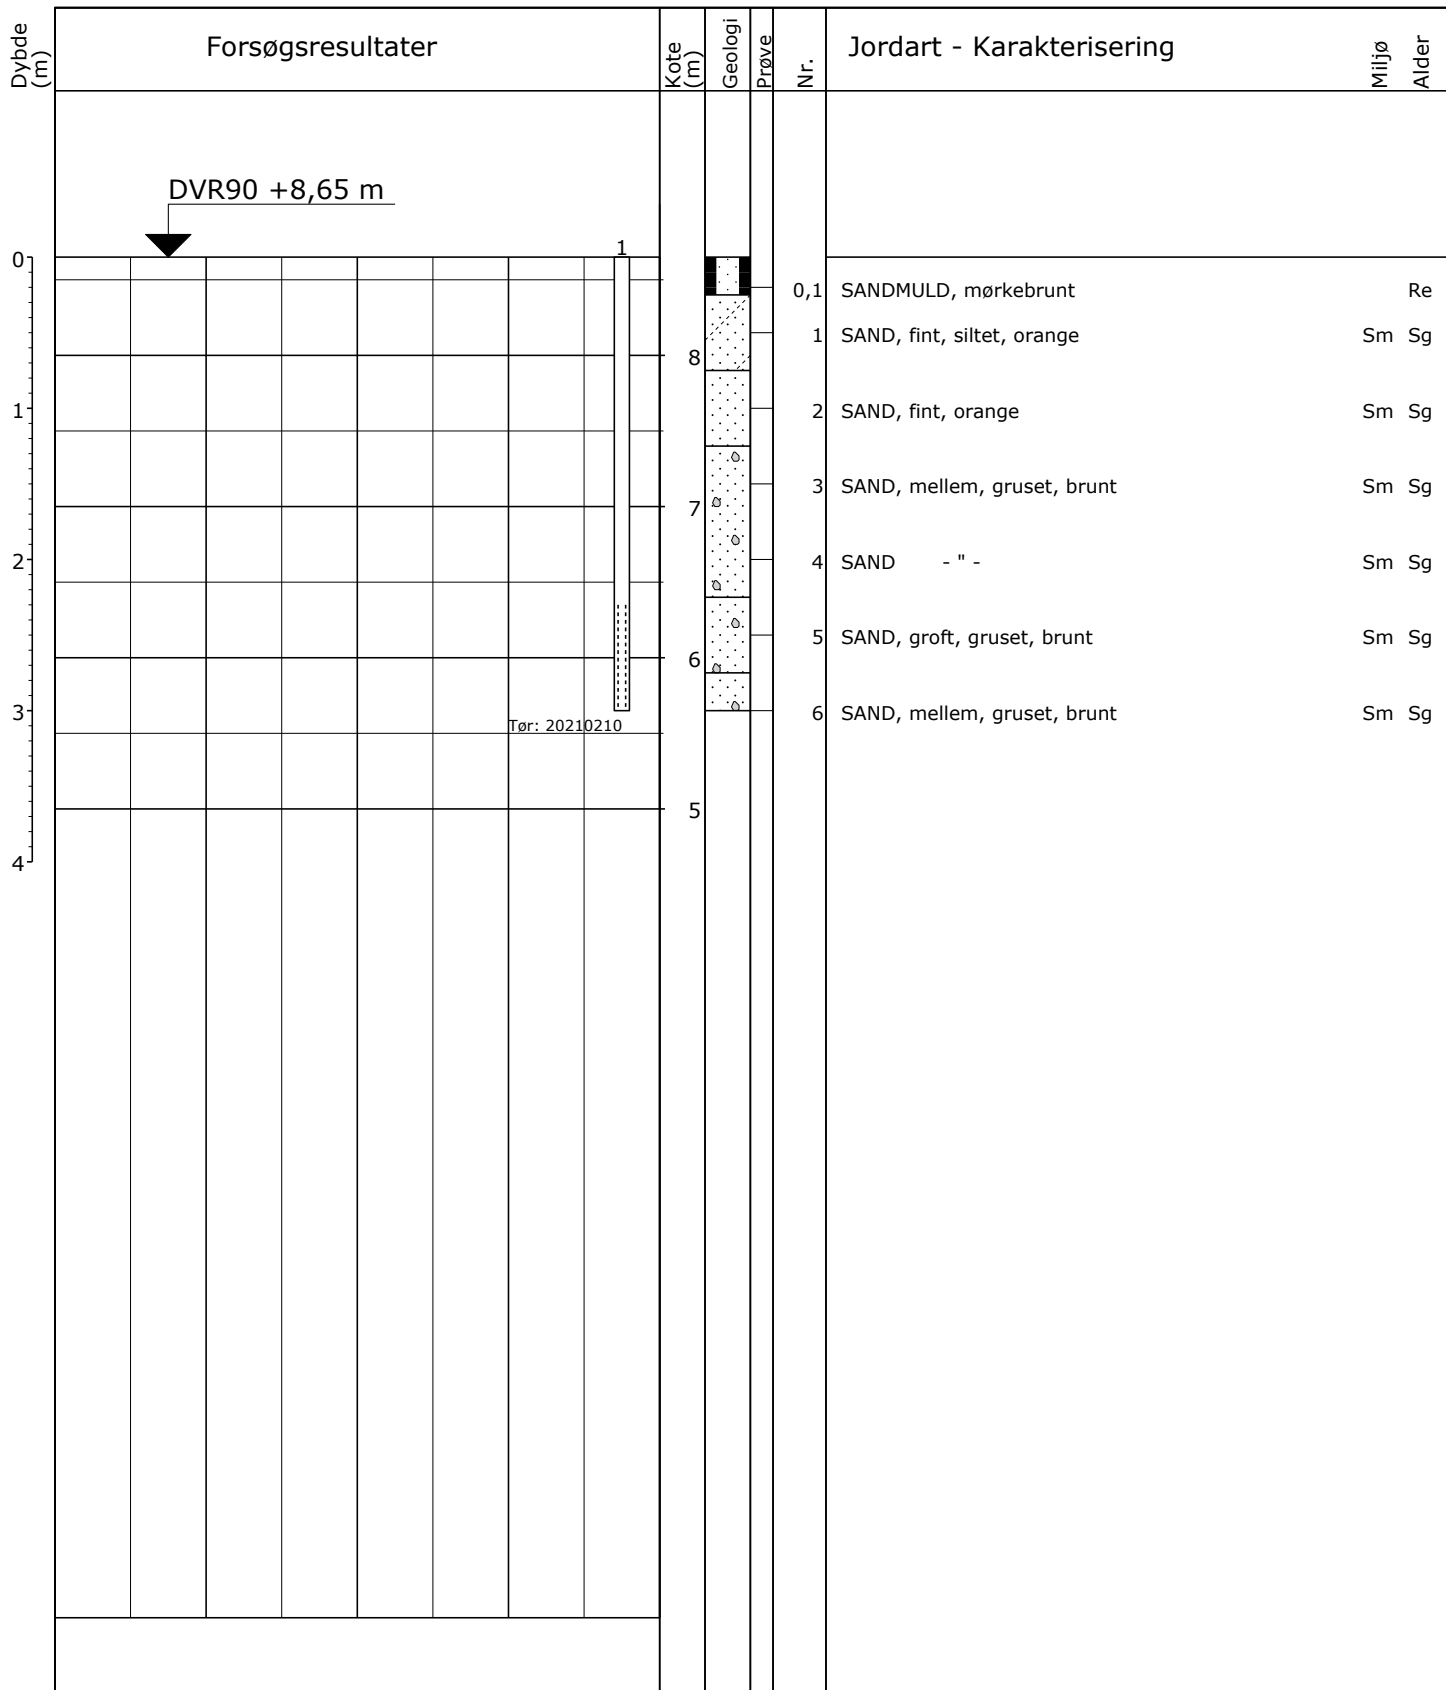 Dybde (m) Forsøgsresultater Kote (m) Geologi Prøve Nr. Jordart - Karakterisering Miljø Alder
DVR90 +8,65 m
1
0
0,1 SANDMULD, mørkebrunt Re
1 SAND, fint, siltet, orange Sm Sg
8
1 2 SAND, fint, orange Sm Sg
3 SAND, mellem, gruset, brunt Sm Sg
7
2 4 SAND - " - Sm Sg
5 SAND, groft, gruset, brunt Sm Sg
6
3 6 SAND, mellem, gruset, brunt Sm Sg
Tør: 20210210
5
4